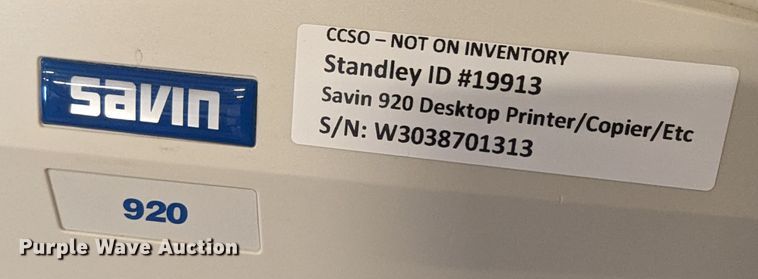 savin
920
CCSO – NOT ON INVENTORY
Standley ID #19913
Savin 920 Desktop Printer/Copier/Etc
S/N: W3038701313
Purple Wave Auction